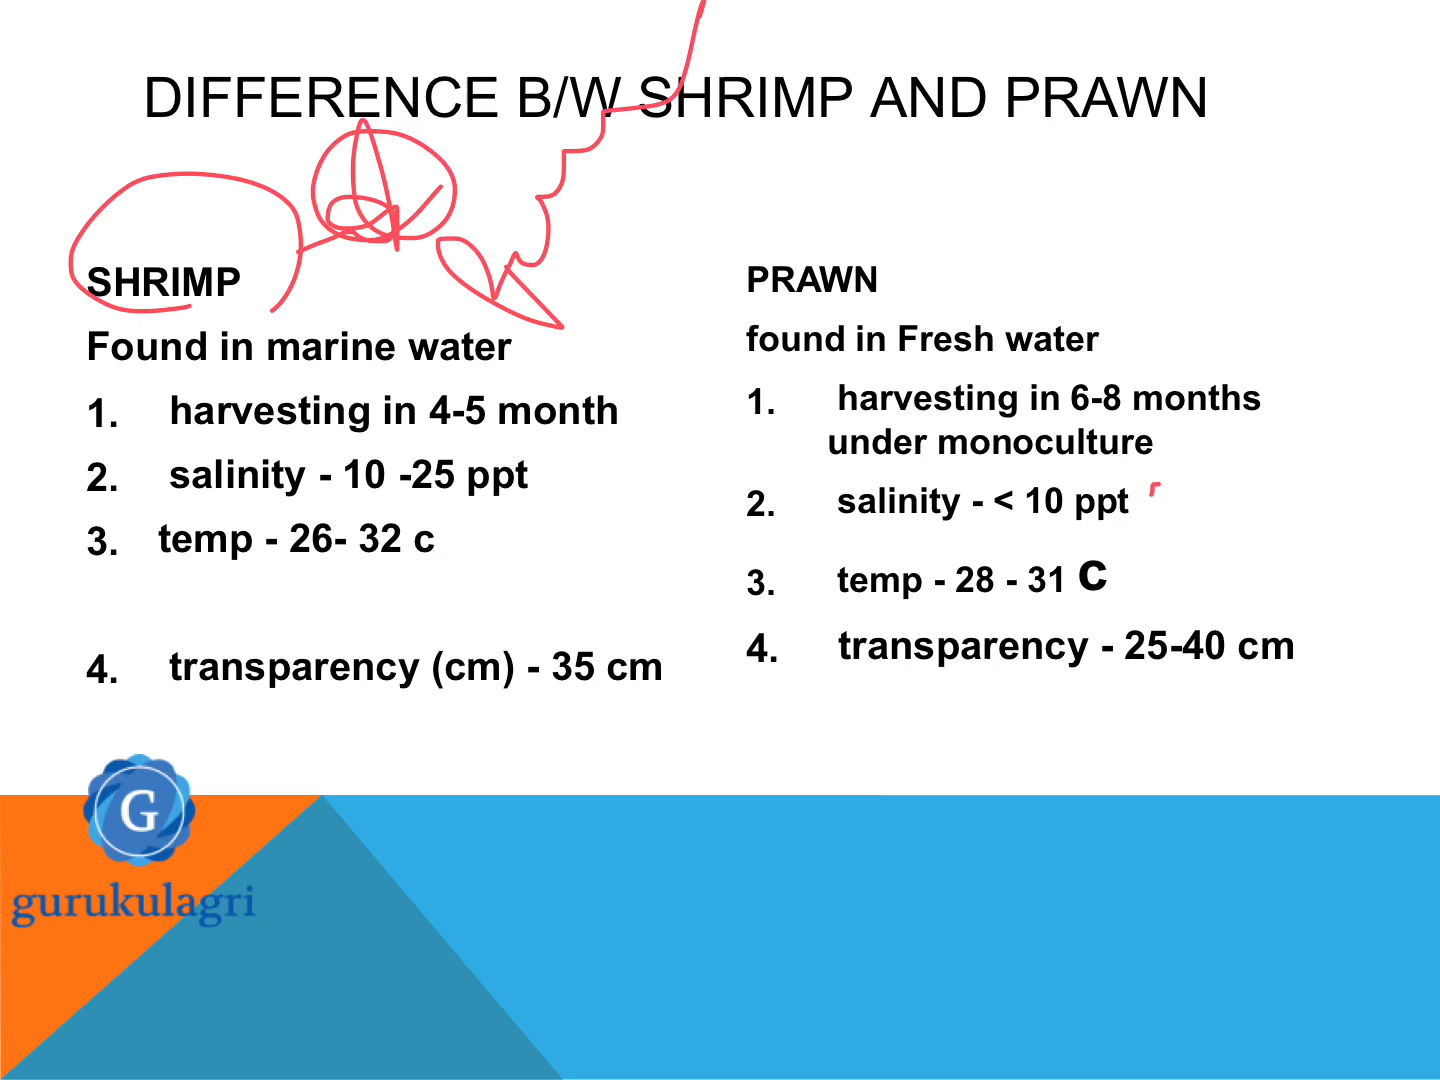 DIFFERENCE B/W SHRIMP AND PRAWN
SHRIMP
Found in marine water
1. harvesting in 4-5 month
2. salinity - 10 -25 ppt
3. temp - 26- 32 c
4. transparency (cm) - 35 cm
PRAWN
found in Fresh water
1. harvesting in 6-8 months
under monoculture
2. salinity - < 10 ppt
3. temp - 28 - 31 C
4. transparency - 25-40 cm
G
gurukulagri